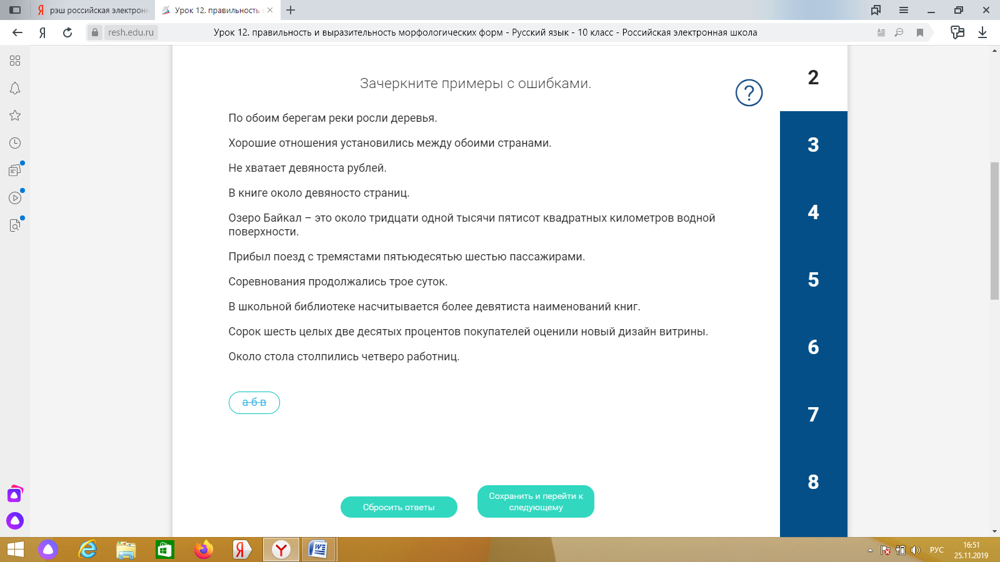 рэш российская электронн
Урок 12. правильность и
resh.edu.ru
Урок 12. правильность и выразительность морфологических форм - Русский язык - 10 класс - Российская электронная школа
Зачеркните примеры с ошибками.
?
2
По обоим берегам реки росли деревья.
Хорошие отношения установились между обоими странами.
3
Не хватает девяноста рублей.
В книге около девяносто страниц.
Озеро Байкал – это около тридцати одной тысячи пятисот квадратных километров водной
поверхности.
4
Прибыл поезд с тремястами пятьюдесятью шестью пассажирами.
Соревнования продолжались трое суток.
5
В школьной библиотеке насчитывается более девятиста наименований книг.
Сорок шесть целых две десятых процентов покупателей оценили новый дизайн витрины.
6
Около стола столпились четверо работниц.
а б в
7
8
Сбросить ответы
Сохранить и перейти к
следующему
РУС
16:51
25.11.2019